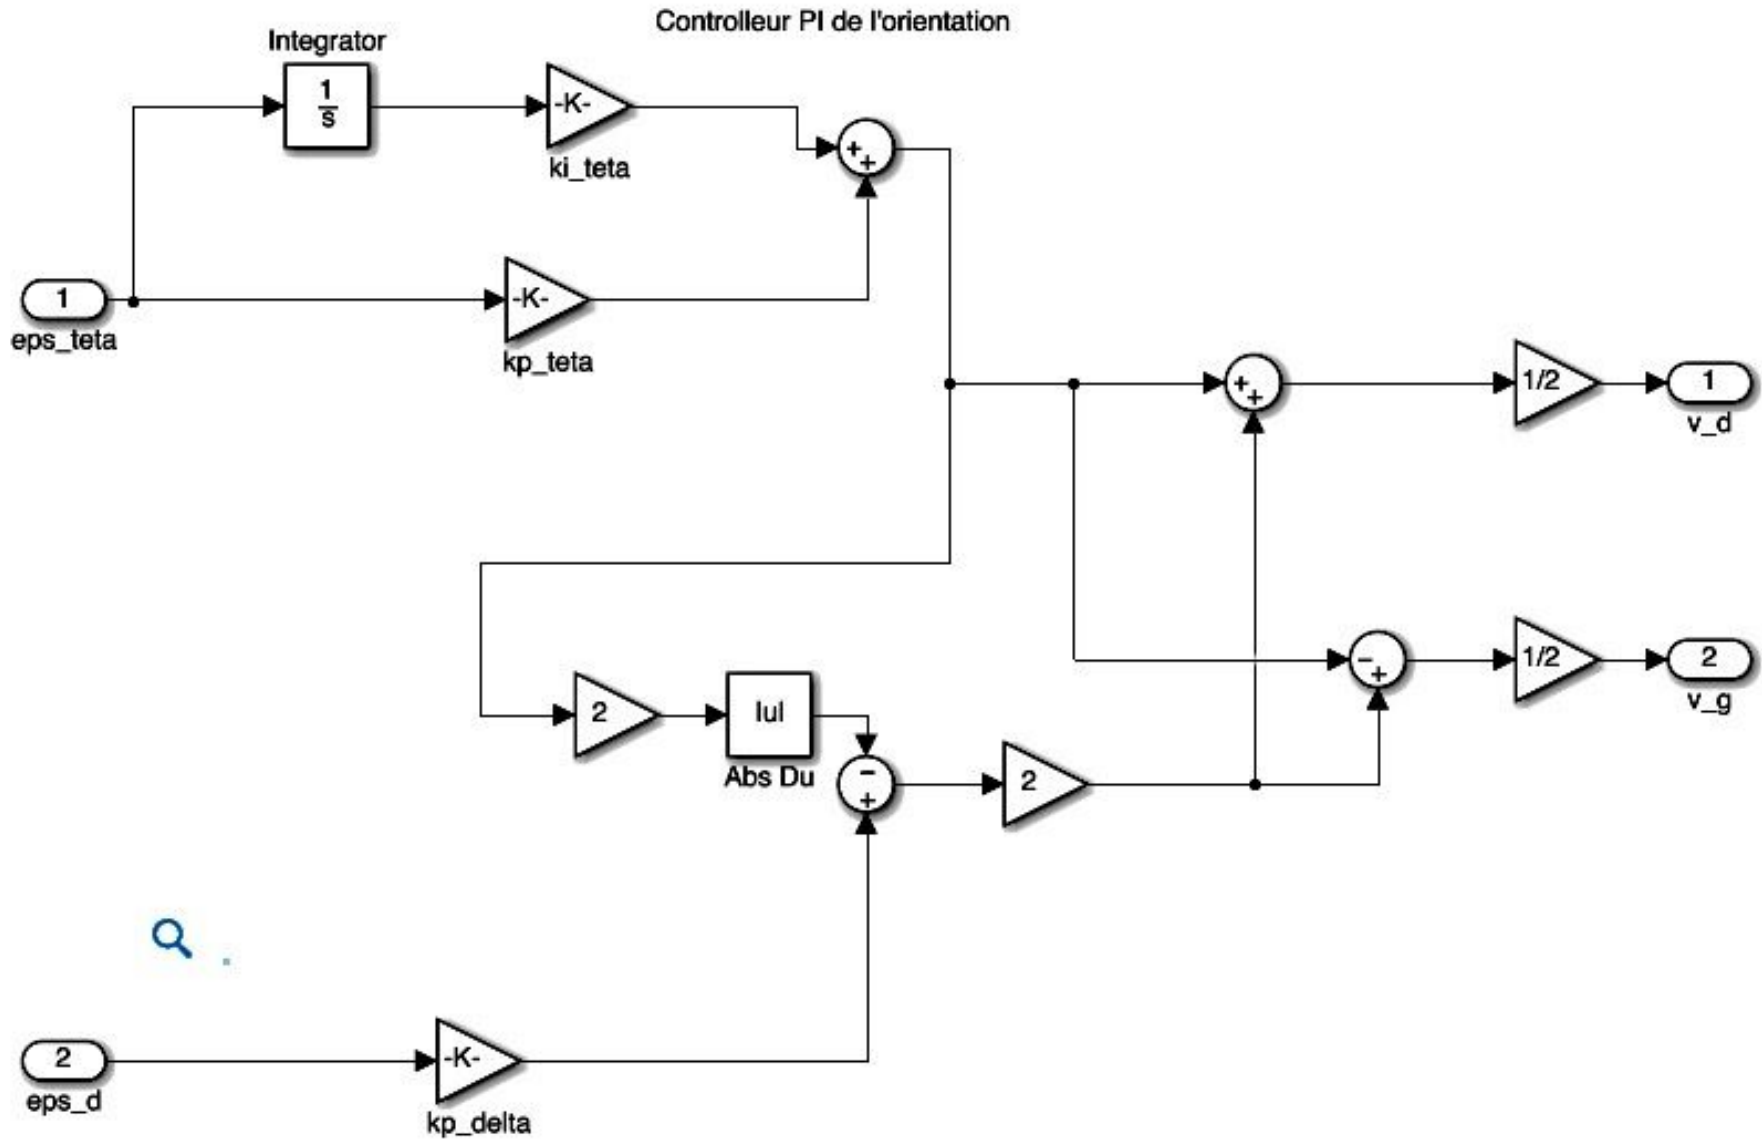 Controlleur PI de l'orientation
Integrator
1
s
-K-
ki_teta
+
+
1
eps_teta
-K-
kp_teta
+
+
1/2
1
v_d
2
|u|
Abs Du
-
+
2
-
+
1/2
2
v_g
2
eps_d
-K-
kp_delta